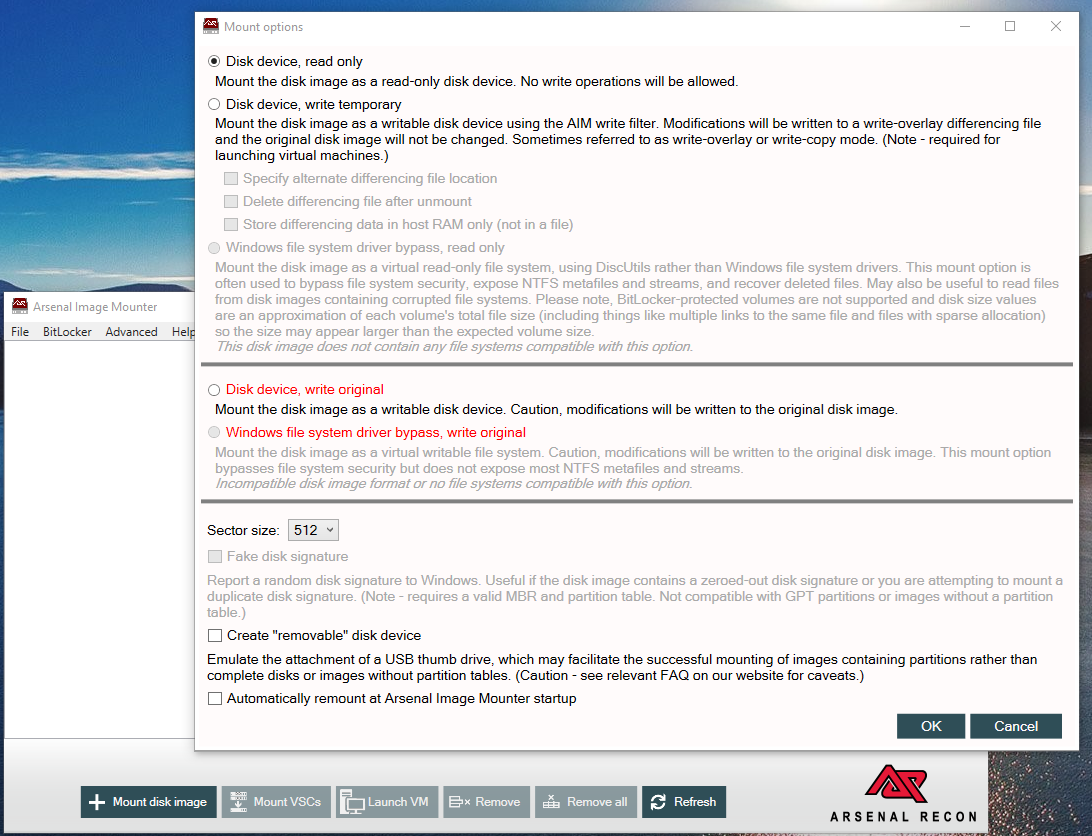 Mount options
Disk device, read only
Mount the disk image as a read-only disk device. No write operations will be allowed.
Disk device, write temporary
Mount the disk image as a writable disk device using the AIM write filter. Modifications will be written to a write-overlay differencing file
and the original disk image will not be changed. Sometimes referred to as write-overlay or write-copy mode. (Note - required for
launching virtual machines.)
Specify alternate differencing file location
Delete differencing file after unmount
Store differencing data in host RAM only (not in a file)
Windows file system driver bypass, read only
Mount the disk image as a virtual read-only file system, using DiscUtils rather than Windows file system drivers. This mount option is
often used to bypass file system security, expose NTFS metafiles and streams, and recover deleted files. May also be useful to read files
from disk images containing corrupted file systems. Please note, BitLocker-protected volumes are not supported and disk size values
are an approximation of each volume's total file size (including things like multiple links to the same file and files with sparse allocation)
so the size may appear larger than the expected volume size.
This disk image does not contain any file systems compatible with this option.
Disk device, write original
Mount the disk image as a writable disk device. Caution, modifications will be written to the original disk image.
Windows file system driver bypass, write original
Mount the disk image as a virtual writable file system. Caution, modifications will be written to the original disk image. This mount option
bypasses file system security but does not expose most NTFS metafiles and streams.
Incompatible disk image format or no file systems compatible with this option.
Sector size: 512
Fake disk signature
Report a random disk signature to Windows. Useful if the disk image contains a zeroed-out disk signature or you are attempting to mount a
duplicate disk signature. (Note - requires a valid MBR and partition table. Not compatible with GPT partitions or images without a partition
table.)
Create "removable" disk device
Emulate the attachment of a USB thumb drive, which may facilitate the successful mounting of images containing partitions rather than
complete disks or images without partition tables. (Caution - see relevant FAQ on our website for caveats.)
Automatically remount at Arsenal Image Mounter startup
OK Cancel
Arsenal Image Mounter
File BitLocker Advanced Help
Mount disk image Mount VSCs Launch VM Remove Remove all Refresh
ARSENAL RECON